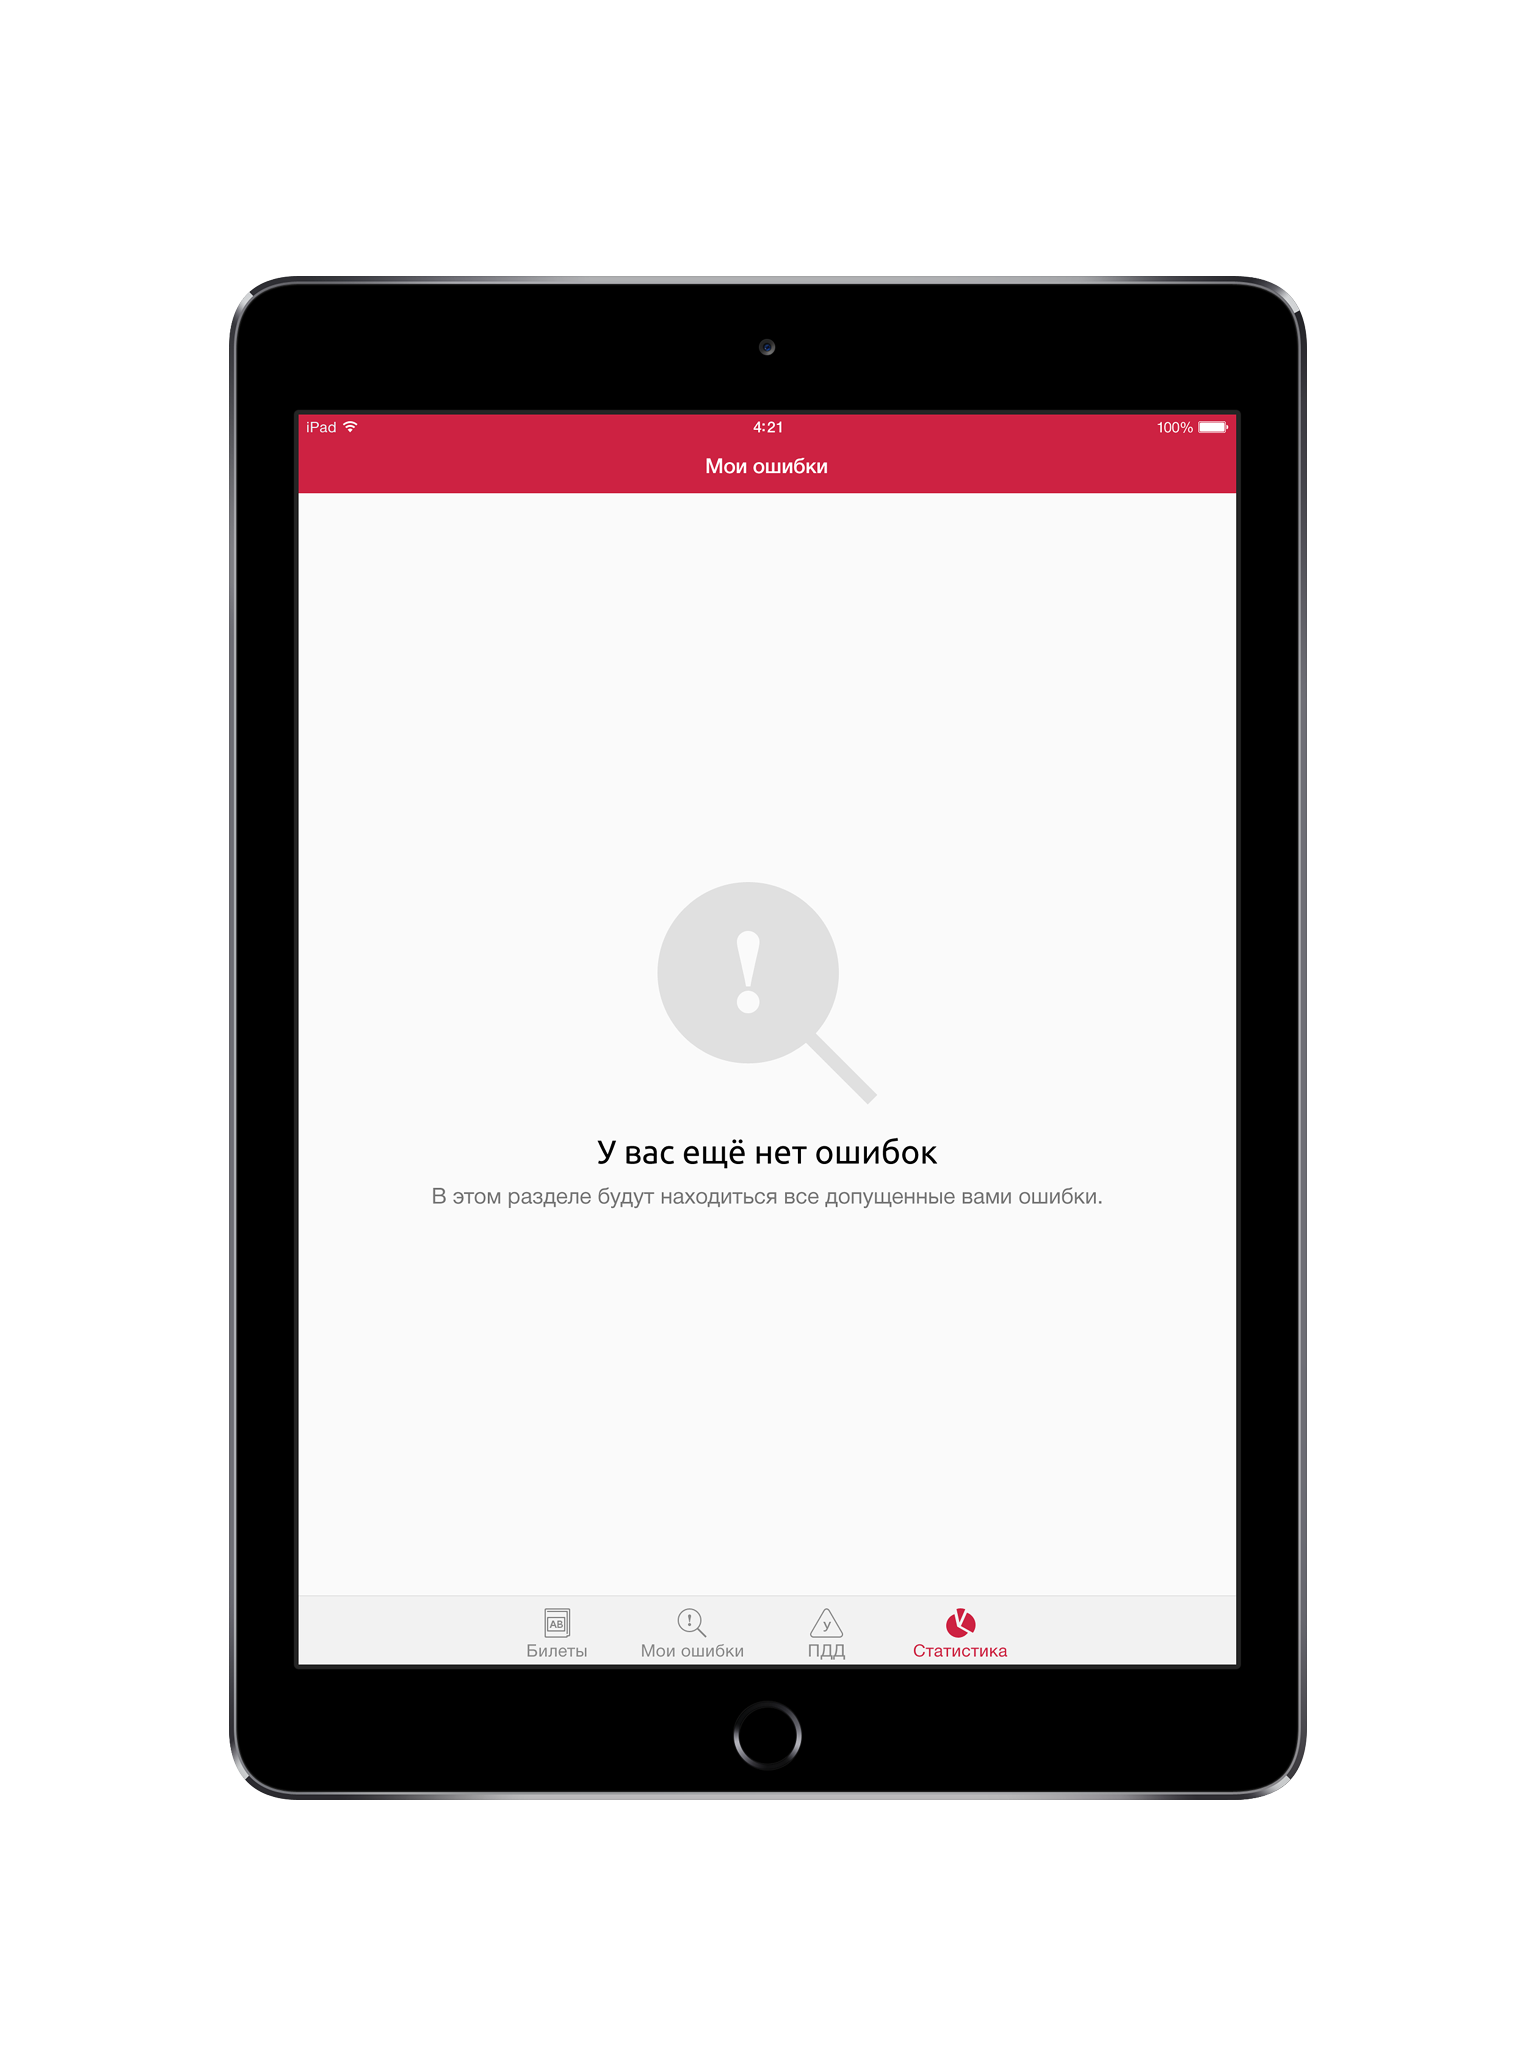 iPad 4:21 100%
Мои ошибки
!
У вас ещё нет ошибок
В этом разделе будут находиться все допущенные вами ошибки.
AB ! У
Билеты Мои ошибки ПДД Статистика